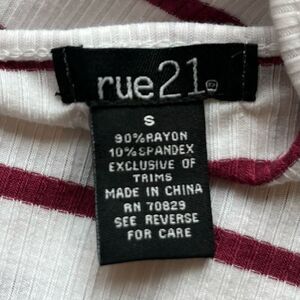 rue21
S
90%RAYON
10%SPANDEX
EXCLUSIVE OF
TRIMS
MADE IN CHINA
RN 70829
SEE REVERSE
FOR CARE